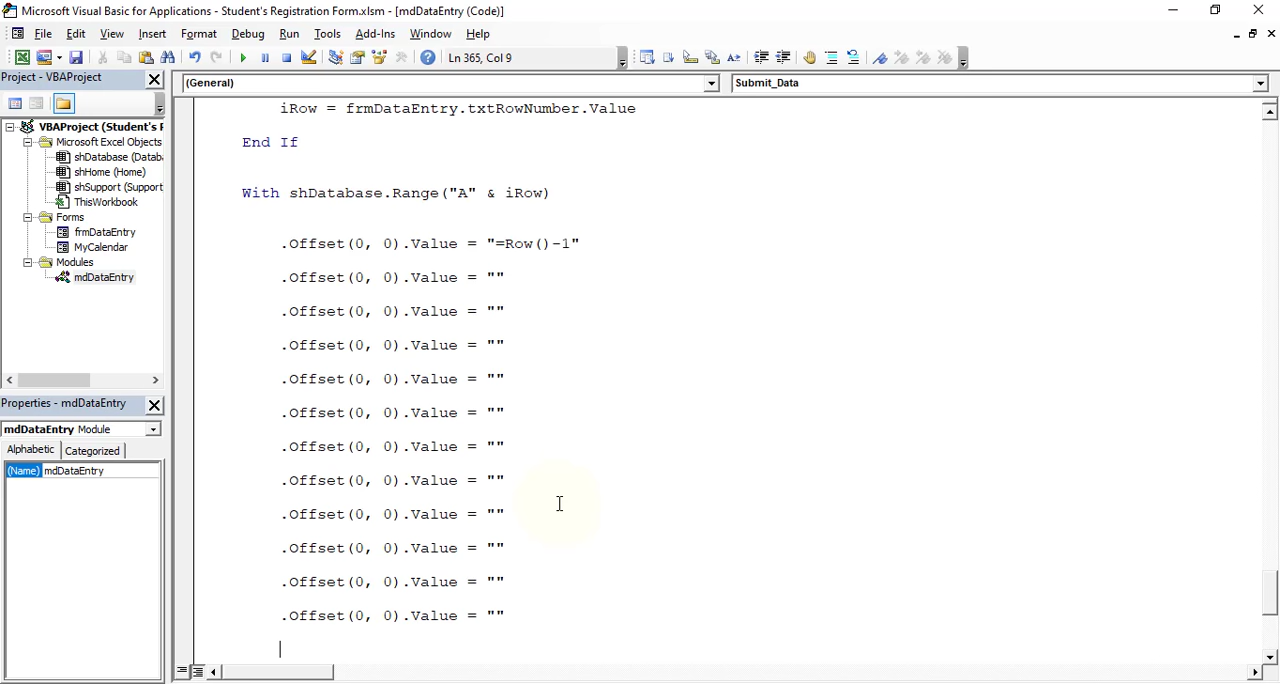 Microsoft Visual Basic for Applications - Student's Registration Form.xlsm - [mdDataEntry (Code)]
File Edit View Insert Format Debug Run Tools Add-Ins Window Help
Ln 365, Col 9
Project - VBAProject
(General)
Submit_Data
VBAProject (Student's F
Microsoft Excel Objects
shDatabase (Datab
shHome (Home)
shSupport (Support
ThisWorkbook
Forms
frmDataEntry
MyCalendar
Modules
mdDataEntry
Properties - mdDataEntry
mdDataEntry Module
Alphabetic Categorized
(Name) mdDataEntry
iRow = frmDataEntry.txtRowNumber.Value
End If
With shDatabase.Range("A" & iRow)
.Offset(0, 0).Value = "=Row()-1"
.Offset(0, 0).Value = ""
.Offset(0, 0).Value = ""
.Offset(0, 0).Value = ""
.Offset(0, 0).Value = ""
.Offset(0, 0).Value = ""
.Offset(0, 0).Value = ""
.Offset(0, 0).Value = ""
.Offset(0, 0).Value = ""
.Offset(0, 0).Value = ""
.Offset(0, 0).Value = ""
.Offset(0, 0).Value = ""